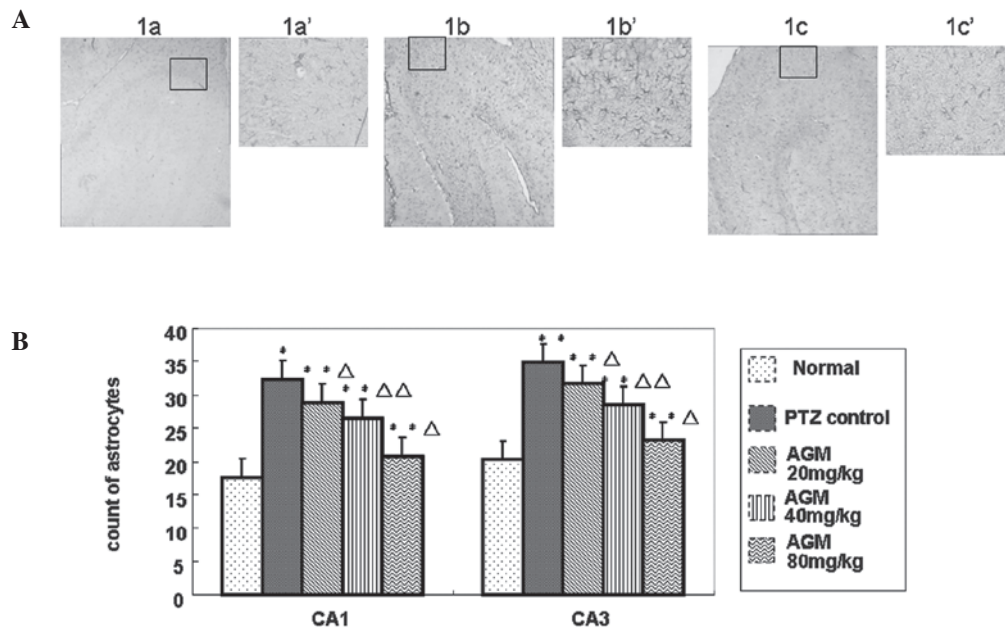 A
1a 1a’ 1b 1b’ 1c 1c’
B
40
35
35
25
20
15
10
5
0
count of astrocytes
*
* * △
* * △△
* * △
* *
* * △
* * △△
* * △
CA1 CA3
Normal
PTZ control
AGM
20mg/kg
AGM
40mg/kg
AGM
80mg/kg